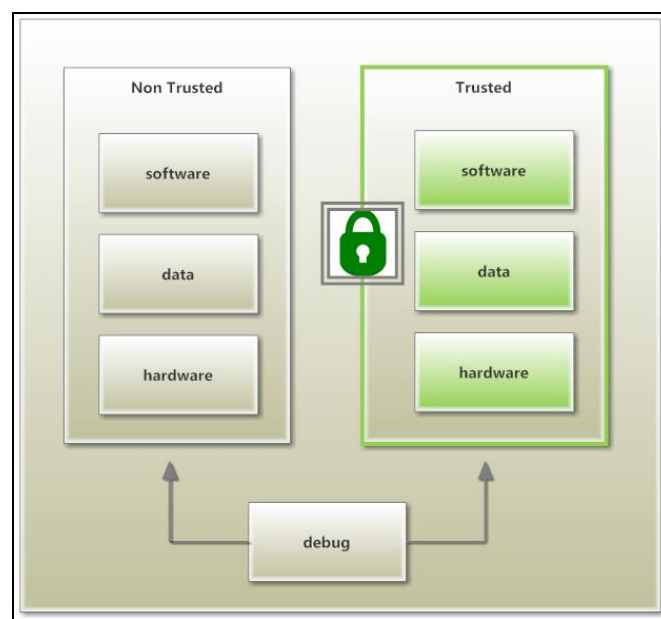 Non Trusted
software
data
hardware
Trusted
software
data
hardware
debug